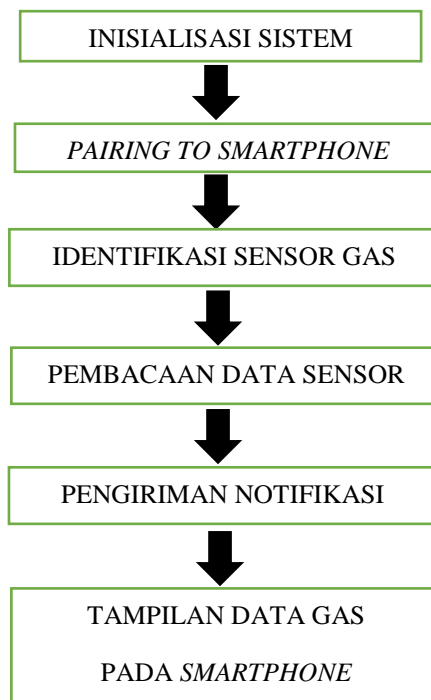 INISIALISASI SISTEM
PAIRING TO SMARTPHONE
IDENTIFIKASI SENSOR GAS
PEMBACAAN DATA SENSOR
PENGIRIMAN NOTIFIKASI
TAMPILAN DATA GAS
PADA SMARTPHONE